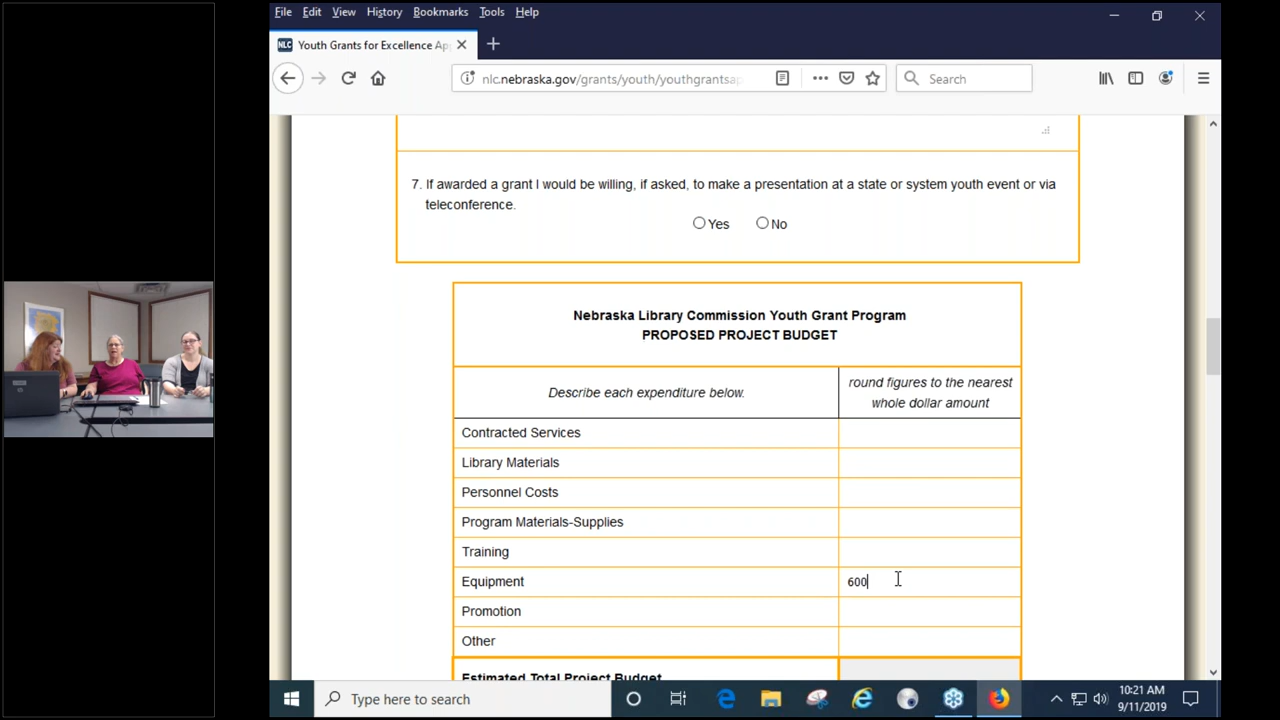 File Edit View History Bookmarks Tools Help
NLC Youth Grants for Excellence Ap
nlc.nebraska.gov/grants/youth/youthgrantsa
Search
7. If awarded a grant I would be willing, if asked, to make a presentation at a state or system youth event or via
teleconference.
Yes No
Nebraska Library Commission Youth Grant Program
PROPOSED PROJECT BUDGET
Describe each expenditure below.
round figures to the nearest
whole dollar amount
Contracted Services
Library Materials
Personnel Costs
Program Materials-Supplies
Training
Equipment 600
Promotion
Other
Estimated Total Project Budget
Type here to search
10:21 AM
9/11/2019